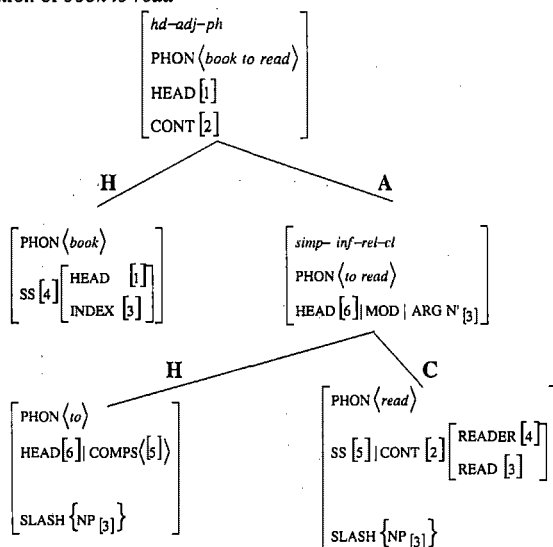 book to read
hd–adj–ph
PHON ⟨book to read⟩
HEAD [1]
CONT [2]
H
A
PHON ⟨book⟩
SS [4] [HEAD [1]
INDEX [3]]
simp– inf–rel–cl
PHON ⟨to read⟩
HEAD [6] | MOD | ARG N'[3]
H
C
PHON ⟨to⟩
HEAD[6] | COMPS⟨[5]⟩
SLASH {NP[3]}
PHON ⟨read⟩
SS [5] | CONT [2] [READER [4]
READ [3]]
SLASH {NP[3]}